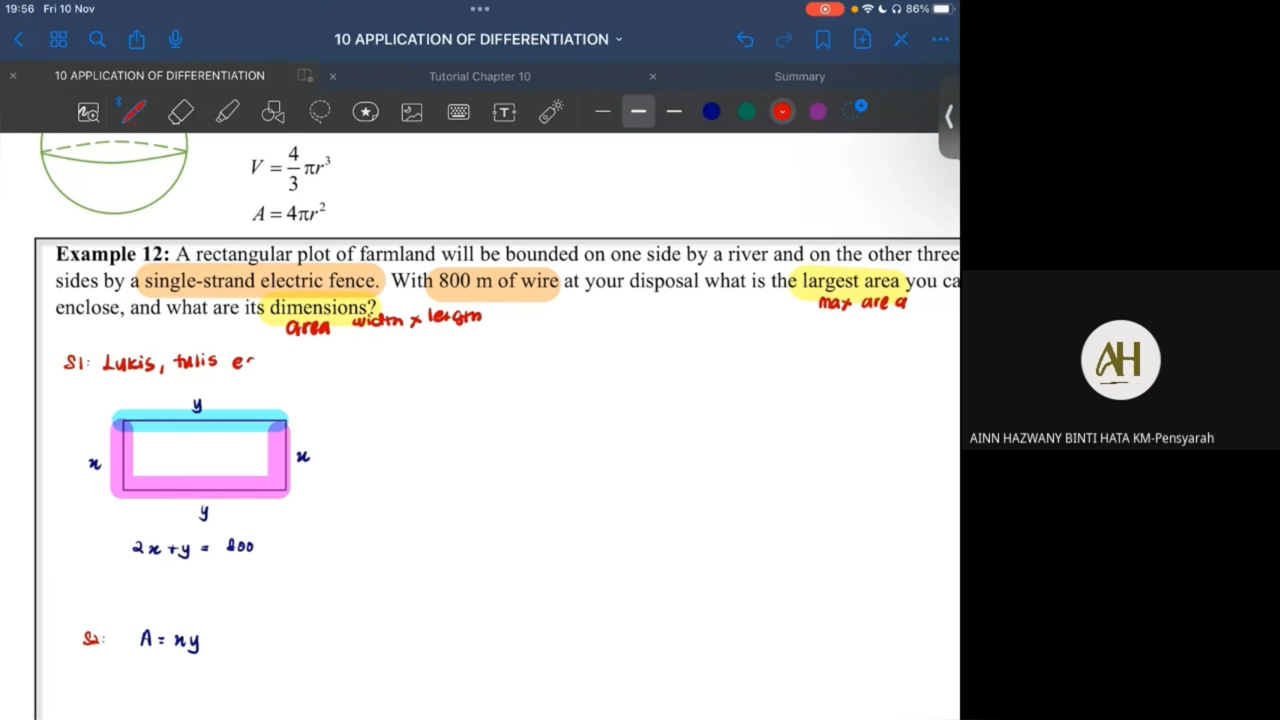 19:56 Fri 10 Nov
86%
10 APPLICATION OF DIFFERENTIATION
10 APPLICATION OF DIFFERENTIATION
Tutorial Chapter 10
Summary
V = 4/3 πr³
A = 4πr²
Example 12: A rectangular plot of farmland will be bounded on one side by a river and on the other three
sides by a single-strand electric fence. With 800 m of wire at your disposal what is the largest area you ca
enclose, and what are its dimensions?
max area
area width × length
S1: Lukis, tulis e
y
x
x
y
2x + y = 800
S2: A = xy
AH
AINN HAZWANY BINTI HATA KM-Pensyarah